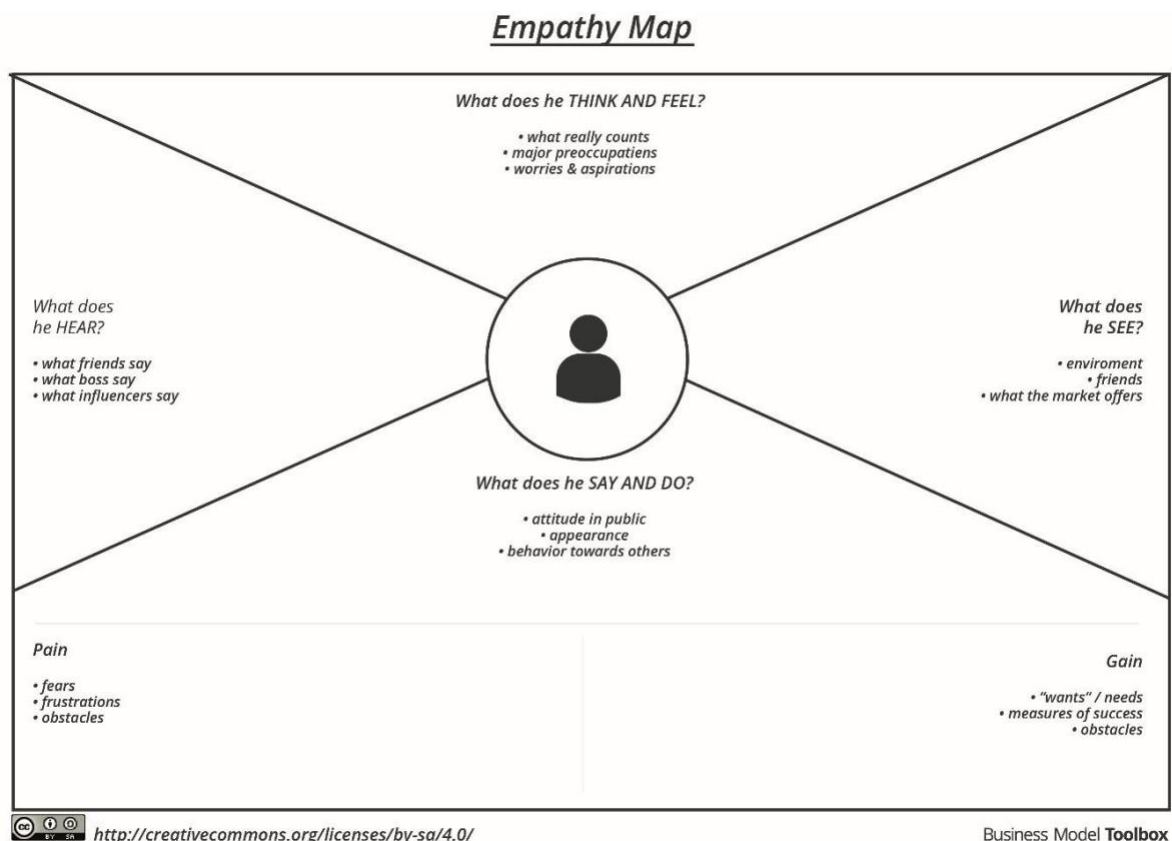 Empathy Map
What does he THINK AND FEEL?
• what really counts
• major preoccupatiens
• worries & aspirations
What does
he HEAR?
• what friends say
• what boss say
• what influencers say
What does
he SEE?
• enviroment
• friends
• what the market offers
What does he SAY AND DO?
• attitude in public
• appearance
• behavior towards others
Pain
• fears
• frustrations
• obstacles
Gain
• “wants” / needs
• measures of success
• obstacles
cc BY SA http://creativecommons.org/licenses/by-sa/4.0/
Business Model Toolbox